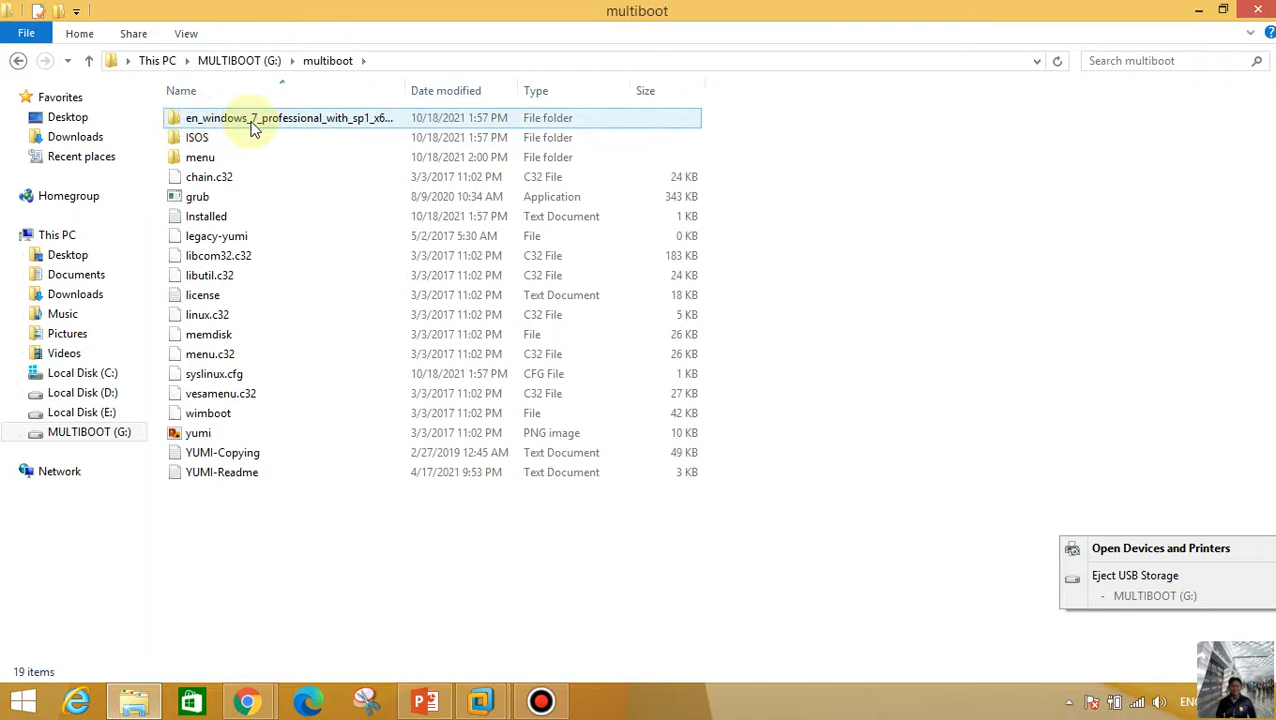 multiboot
File Home Share View
This PC MULTIBOOT (G:) multiboot Search multiboot
Name Date modified Type Size
Favorites
Desktop
Downloads
Recent places
Homegroup
This PC
Desktop
Documents
Downloads
Music
Pictures
Videos
Local Disk (C:)
Local Disk (D:)
Local Disk (E:)
MULTIBOOT (G:)
Network
en_windows_7_professional_with_sp1_x6... 10/18/2021 1:57 PM File folder
ISOS 10/18/2021 1:57 PM File folder
menu 10/18/2021 2:00 PM File folder
chain.c32 3/3/2017 11:02 PM C32 File 24 KB
grub 8/9/2020 10:34 AM Application 343 KB
Installed 10/18/2021 1:57 PM Text Document 1 KB
legacy-yumi 5/2/2017 5:30 AM File 0 KB
libcom32.c32 3/3/2017 11:02 PM C32 File 183 KB
libutil.c32 3/3/2017 11:02 PM C32 File 24 KB
license 3/3/2017 11:02 PM Text Document 18 KB
linux.c32 3/3/2017 11:02 PM C32 File 5 KB
memdisk 3/3/2017 11:02 PM File 26 KB
menu.c32 3/3/2017 11:02 PM C32 File 26 KB
syslinux.cfg 10/18/2021 1:57 PM CFG File 1 KB
vesamenu.c32 3/3/2017 11:02 PM C32 File 27 KB
wimboot 3/3/2017 11:02 PM File 42 KB
yumi 3/3/2017 11:02 PM PNG image 10 KB
YUMI-Copying 2/27/2019 12:45 AM Text Document 49 KB
YUMI-Readme 4/17/2021 9:53 PM Text Document 3 KB
Open Devices and Printers
Eject USB Storage
- MULTIBOOT (G:)
19 items
ENG